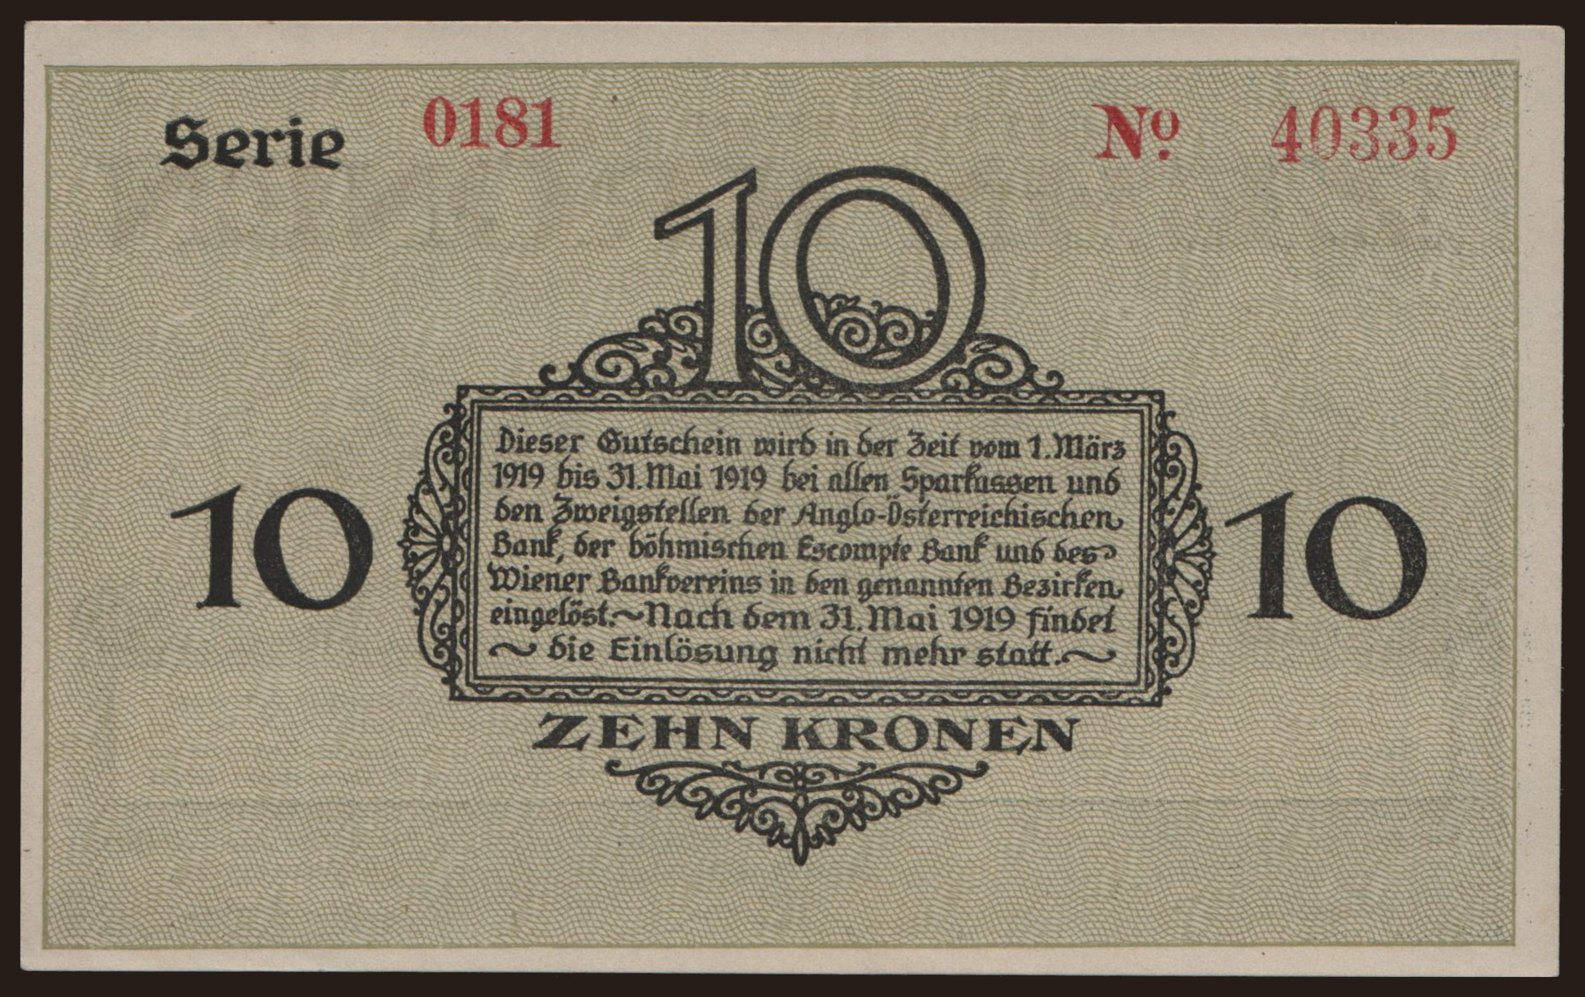 Serie 0181 No. 40335
10
Dieser Gutschein wird in der Zeit vom 1. März
1919 bis 31. Mai 1919 bei allen Sparkassen und
den Zweigstellen der Anglo-Österreichischen
Bank, der böhmischen Escompte Bank und des
Wiener Bankvereins in den genannten Bezirken
eingelöst.~Nach dem 31. Mai 1919 findet
~ die Einlösung nicht mehr statt.~
10 10
ZEHN KRONEN